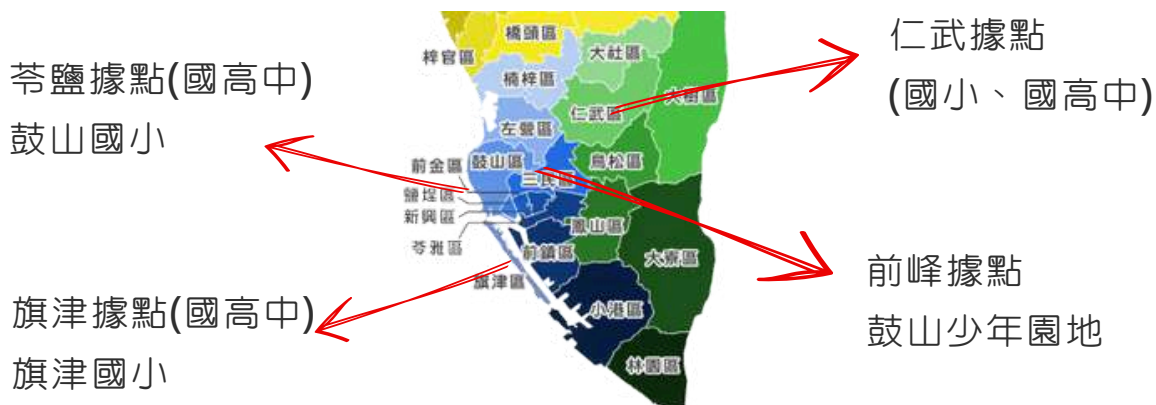 苓鹽據點(國高中)
鼓山國小
旗津據點(國高中)
旗津國小
橋頭區
梓官區
大社區
楠梓區
大樹區
仁武區
左營區
鳥松區
前金區
鼓山區
三民區
鹽埕區
新興區
鳳山區
苓雅區
前鎮區
大寮區
旗津區
小港區
林園區
仁武據點
(國小、國高中)
前峰據點
鼓山少年園地